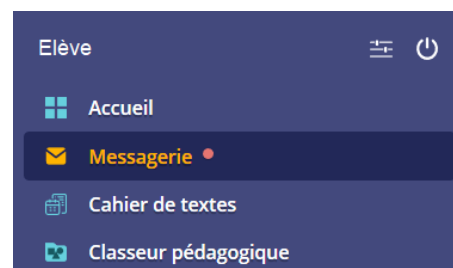 Elève
Accueil
Messagerie
Cahier de textes
Classeur pédagogique